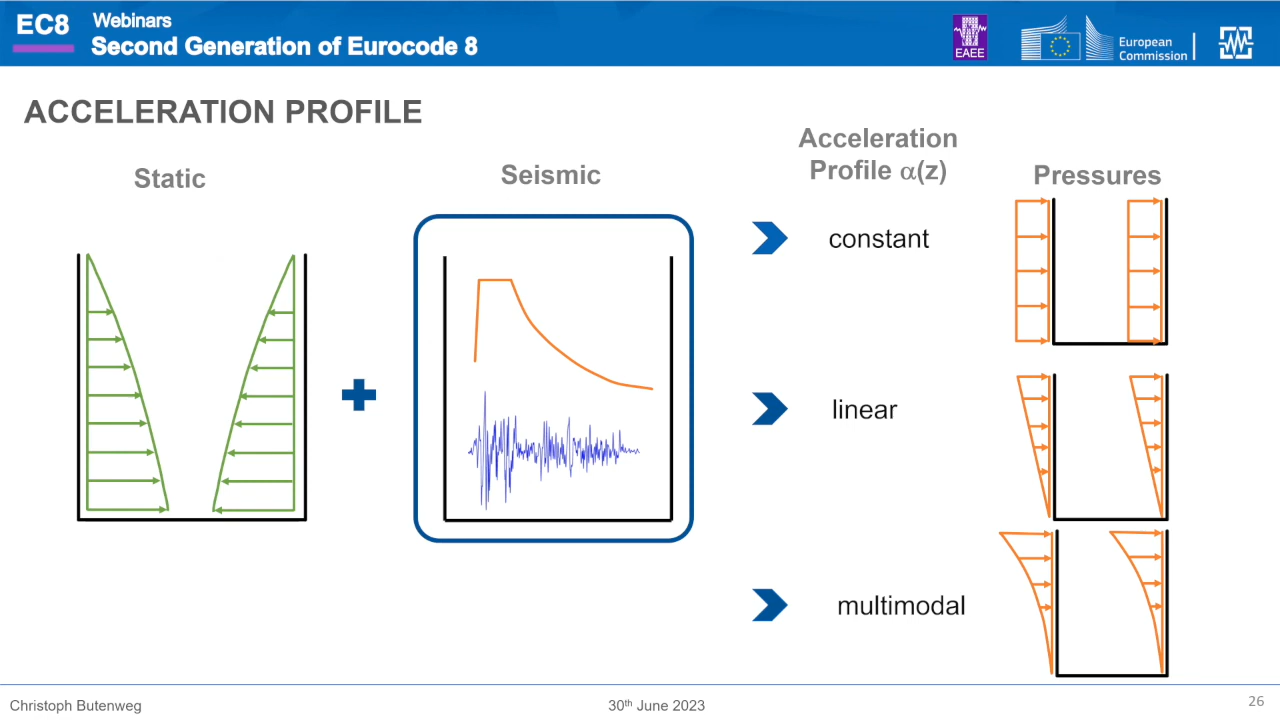 EC8
Webinars
Second Generation of Eurocode 8
EAEE
European
Commission
ACCELERATION PROFILE
Static
Seismic
Acceleration
Profile α(z)
Pressures
constant
linear
multimodal
Christoph Butenweg
30th June 2023
26